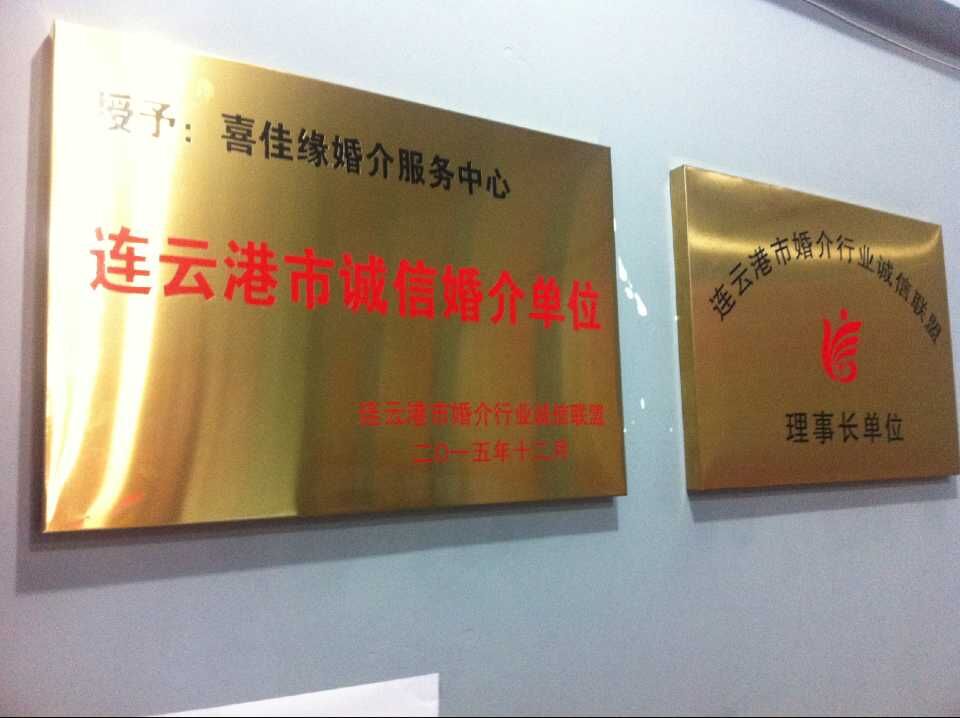 授予：喜佳缘婚介服务中心
连云港市诚信婚介单位
连云港市婚介行业诚信联盟
二〇一五年十二月
连云港市婚介行业诚信联盟
理事长单位